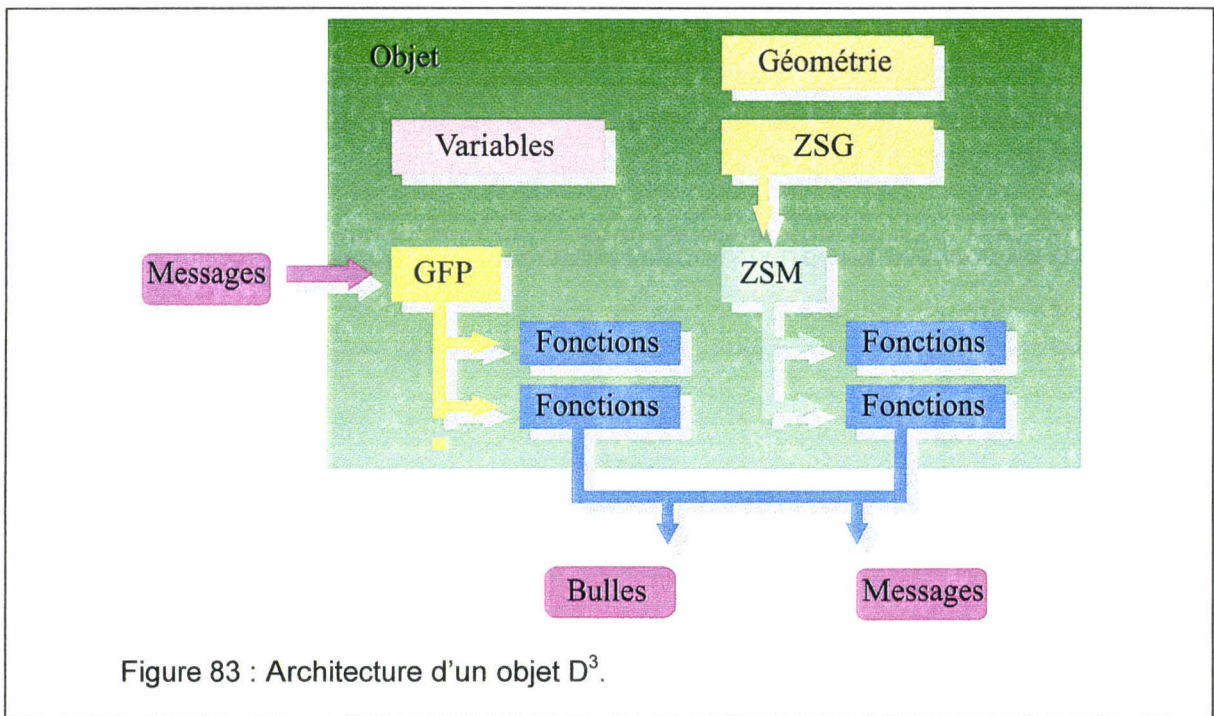 Objet
Géométrie
Variables
ZSG
Messages
GFP
ZSM
Fonctions
Fonctions
Fonctions
Fonctions
Bulles
Messages
Figure 83 : Architecture d'un objet D³.